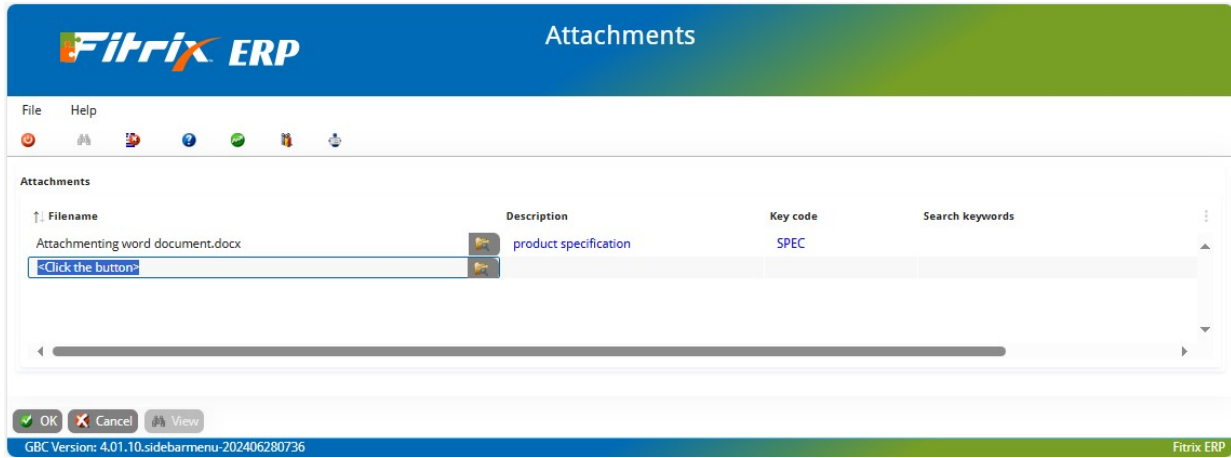 Fitrix ERP
Attachments
File Help
Attachments
Filename Description Key code Search keywords
Attachmenting word document.docx product specification SPEC
<Click the button>
OK Cancel View
GBC Version: 4.01.10.sidebarmenu-202406280736 Fitrix ERP